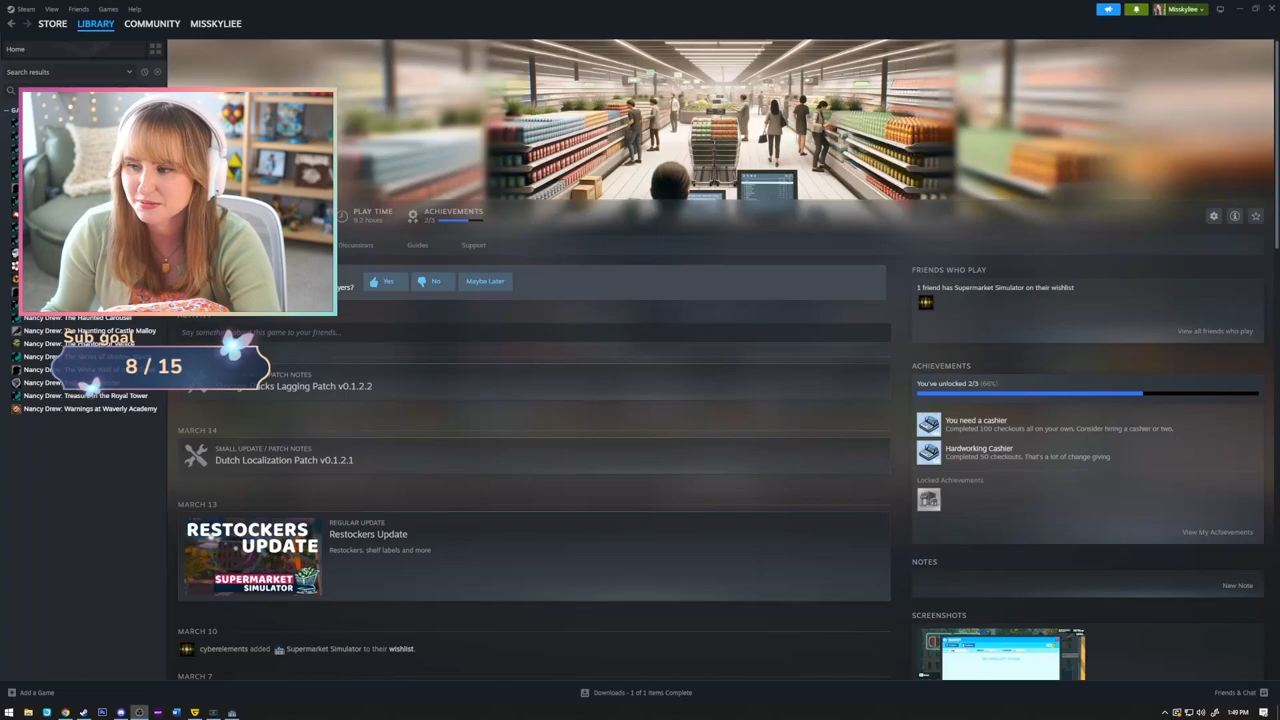 Steam View Friends Games Help
Misskyliee
STORE LIBRARY COMMUNITY MISSKYLIEE
Home
Search results
PLAY TIME
ACHIEVEMENTS
2/3
Discussions Guides Support
yers? Yes No Maybe Later
Say something about this game to your friends...
Nancy Drew: The Haunted Carousel
Nancy Drew: The Haunting of Castle Malloy
Sub goal
8 / 15
Nancy Drew: Treasure in the Royal Tower
Nancy Drew: Warnings at Waverly Academy
PATCH NOTES
cks Lagging Patch v0.1.2.2
MARCH 14
SMALL UPDATE / PATCH NOTES
Dutch Localization Patch v0.1.2.1
MARCH 13
RESTOCKERS
UPDATE
SUPERMARKET
SIMULATOR
REGULAR UPDATE
Restockers Update
Restockers, shelf labels and more
MARCH 10
cyberelements added Supermarket Simulator to their wishlist.
MARCH 7
FRIENDS WHO PLAY
1 friend has Supermarket Simulator on their wishlist
View all friends who play
ACHIEVEMENTS
You've unlocked 2/3 (66%)
You need a cashier
Completed 100 checkouts all on your own. Consider hiring a cashier or two.
Hardworking Cashier
Completed 50 checkouts. That's a lot of change giving
Locked Achievements
View My Achievements
NOTES
New Note
SCREENSHOTS
Add a Game
Downloads - 1 of 1 Items Complete
Friends & Chat
1:49 PM